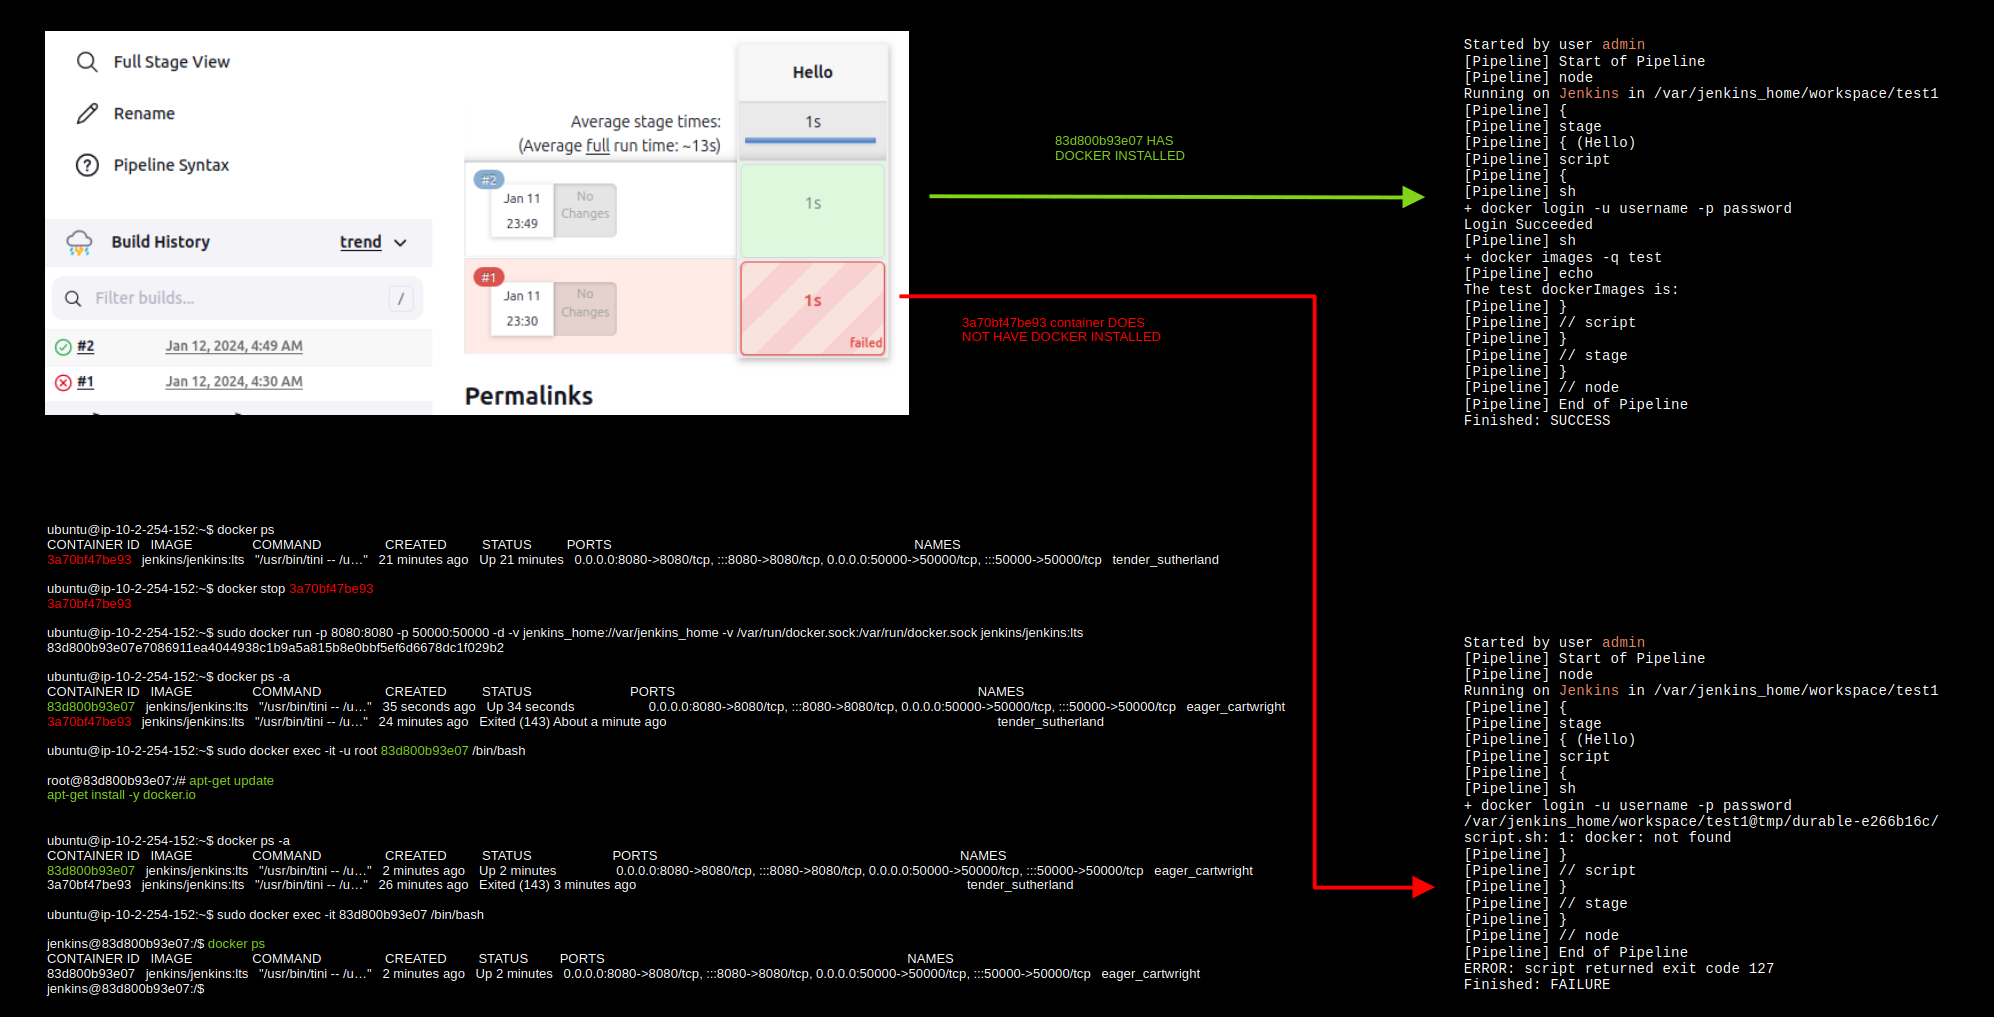 Full Stage View
Rename
Pipeline Syntax
Build History trend
Filter builds... /
#2 Jan 12, 2024, 4:49 AM
#1 Jan 12, 2024, 4:30 AM
Hello
Average stage times: 1s
(Average full run time: ~13s)
#2
Jan 11 No
23:49 Changes
1s
#1
Jan 11 No
23:30 Changes
1s
failed
Permalinks
83d800b93e07 HAS
DOCKER INSTALLED
3a70bf47be93 container DOES
NOT HAVE DOCKER INSTALLED
Started by user admin
[Pipeline] Start of Pipeline
[Pipeline] node
Running on Jenkins in /var/jenkins_home/workspace/test1
[Pipeline] {
[Pipeline] stage
[Pipeline] { (Hello)
[Pipeline] script
[Pipeline] {
[Pipeline] sh
+ docker login -u username -p password
Login Succeeded
[Pipeline] sh
+ docker images -q test
[Pipeline] echo
The test dockerImages is:
[Pipeline] }
[Pipeline] // script
[Pipeline] }
[Pipeline] // stage
[Pipeline] }
[Pipeline] // node
[Pipeline] End of Pipeline
Finished: SUCCESS
ubuntu@ip-10-2-254-152:~$ docker ps
CONTAINER ID IMAGE COMMAND CREATED STATUS PORTS NAMES
3a70bf47be93 jenkins/jenkins:lts "/usr/bin/tini -- /u…" 21 minutes ago Up 21 minutes 0.0.0.0:8080->8080/tcp, :::8080->8080/tcp, 0.0.0.0:50000->50000/tcp, :::50000->50000/tcp tender_sutherland
ubuntu@ip-10-2-254-152:~$ docker stop 3a70bf47be93
3a70bf47be93
ubuntu@ip-10-2-254-152:~$ sudo docker run -p 8080:8080 -p 50000:50000 -d -v jenkins_home://var/jenkins_home -v /var/run/docker.sock:/var/run/docker.sock jenkins/jenkins:lts
83d800b93e07e7086911ea4044938c1b9a5a815b8e0bbf5ef6d6678dc1f029b2
ubuntu@ip-10-2-254-152:~$ docker ps -a
CONTAINER ID IMAGE COMMAND CREATED STATUS PORTS NAMES
83d800b93e07 jenkins/jenkins:lts "/usr/bin/tini -- /u…" 35 seconds ago Up 34 seconds 0.0.0.0:8080->8080/tcp, :::8080->8080/tcp, 0.0.0.0:50000->50000/tcp, :::50000->50000/tcp eager_cartwright
3a70bf47be93 jenkins/jenkins:lts "/usr/bin/tini -- /u…" 24 minutes ago Exited (143) About a minute ago tender_sutherland
ubuntu@ip-10-2-254-152:~$ sudo docker exec -it -u root 83d800b93e07 /bin/bash
root@83d800b93e07:/# apt-get update
apt-get install -y docker.io
ubuntu@ip-10-2-254-152:~$ docker ps -a
CONTAINER ID IMAGE COMMAND CREATED STATUS PORTS NAMES
83d800b93e07 jenkins/jenkins:lts "/usr/bin/tini -- /u…" 2 minutes ago Up 2 minutes 0.0.0.0:8080->8080/tcp, :::8080->8080/tcp, 0.0.0.0:50000->50000/tcp, :::50000->50000/tcp eager_cartwright
3a70bf47be93 jenkins/jenkins:lts "/usr/bin/tini -- /u…" 26 minutes ago Exited (143) 3 minutes ago tender_sutherland
ubuntu@ip-10-2-254-152:~$ sudo docker exec -it 83d800b93e07 /bin/bash
jenkins@83d800b93e07:/$ docker ps
CONTAINER ID IMAGE COMMAND CREATED STATUS PORTS NAMES
83d800b93e07 jenkins/jenkins:lts "/usr/bin/tini -- /u…" 2 minutes ago Up 2 minutes 0.0.0.0:8080->8080/tcp, :::8080->8080/tcp, 0.0.0.0:50000->50000/tcp, :::50000->50000/tcp eager_cartwright
jenkins@83d800b93e07:/$
Started by user admin
[Pipeline] Start of Pipeline
[Pipeline] node
Running on Jenkins in /var/jenkins_home/workspace/test1
[Pipeline] {
[Pipeline] stage
[Pipeline] { (Hello)
[Pipeline] script
[Pipeline] {
[Pipeline] sh
+ docker login -u username -p password
/var/jenkins_home/workspace/test1@tmp/durable-e266b16c/
script.sh: 1: docker: not found
[Pipeline] }
[Pipeline] // script
[Pipeline] }
[Pipeline] // stage
[Pipeline] }
[Pipeline] // node
[Pipeline] End of Pipeline
ERROR: script returned exit code 127
Finished: FAILURE